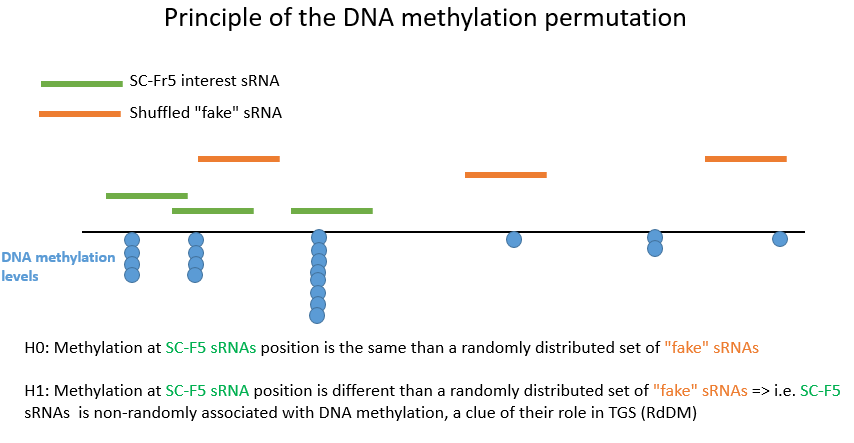 Principle of the DNA methylation permutation
SC-Fr5 interest sRNA
Shuffled "fake" sRNA
DNA methylation
levels
H0: Methylation at SC-F5 sRNAs position is the same than a randomly distributed set of "fake" sRNAs
H1: Methylation at SC-F5 sRNA position is different than a randomly distributed set of "fake" sRNAs => i.e. SC-F5
sRNAs is non-randomly associated with DNA methylation, a clue of their role in TGS (RdDM)